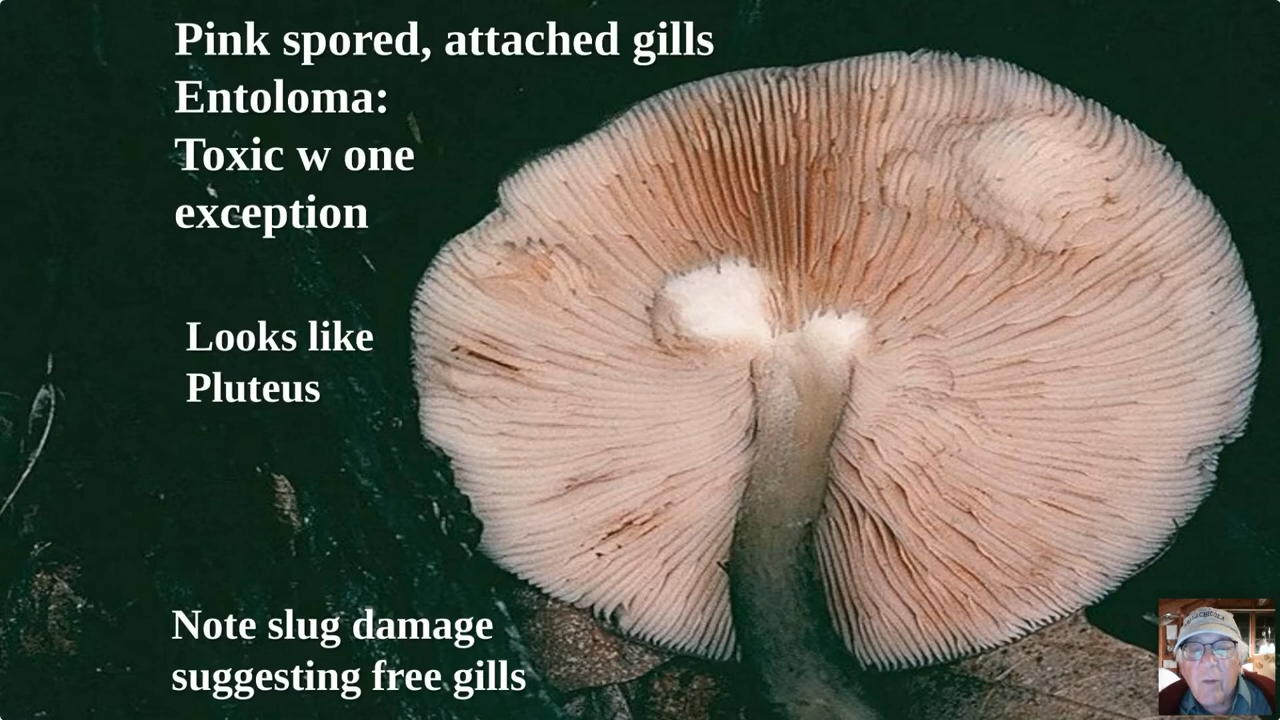 Pink spored, attached gills
Entoloma:
Toxic w one
exception
Looks like
Pluteus
Note slug damage
suggesting free gills